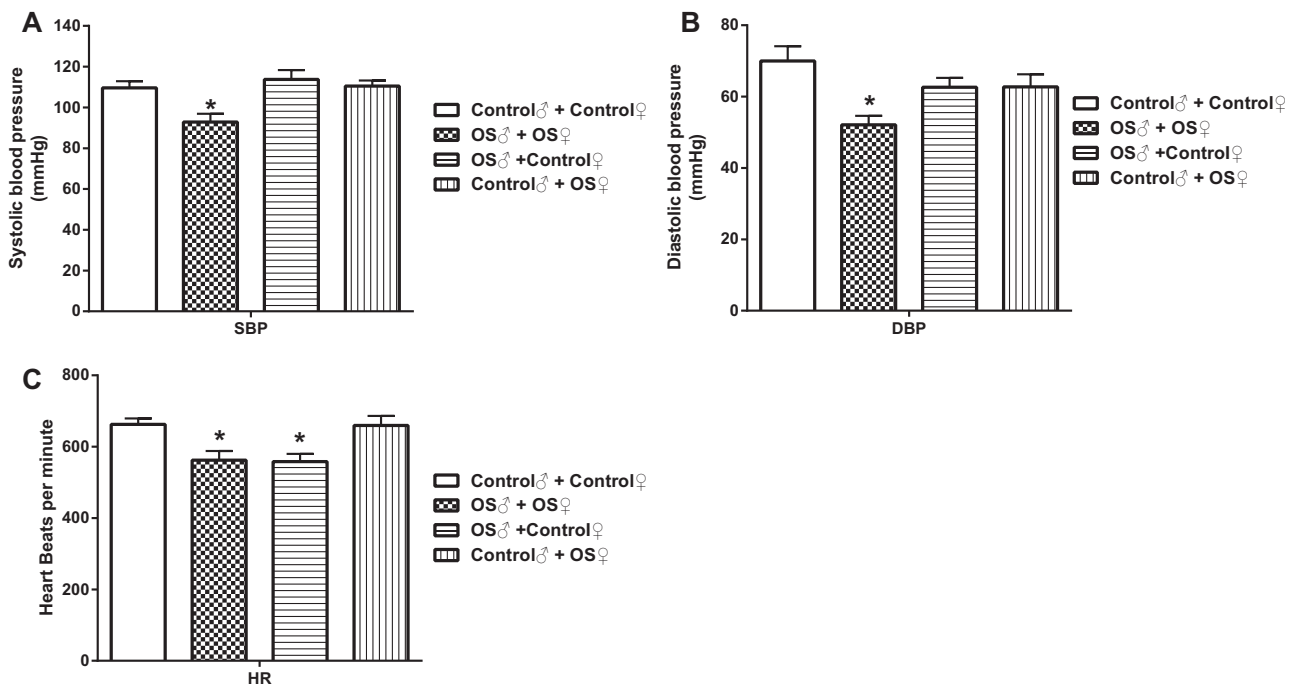 A
Systolic blood pressure
(mmHg)
140
120
100
80
60
40
20
0
*
SBP
Control♂ + Control♀
OS♂ + OS♀
OS♂ +Control♀
Control♂ + OS♀
B
Diastolic blood pressure
(mmHg)
80
60
40
20
0
*
DBP
Control♂ + Control♀
OS♂ + OS♀
OS♂ +Control♀
Control♂ + OS♀
C
Heart Beats per minute
800
600
400
200
0
* *
HR
Control♂ + Control♀
OS♂ + OS♀
OS♂ +Control♀
Control♂ + OS♀